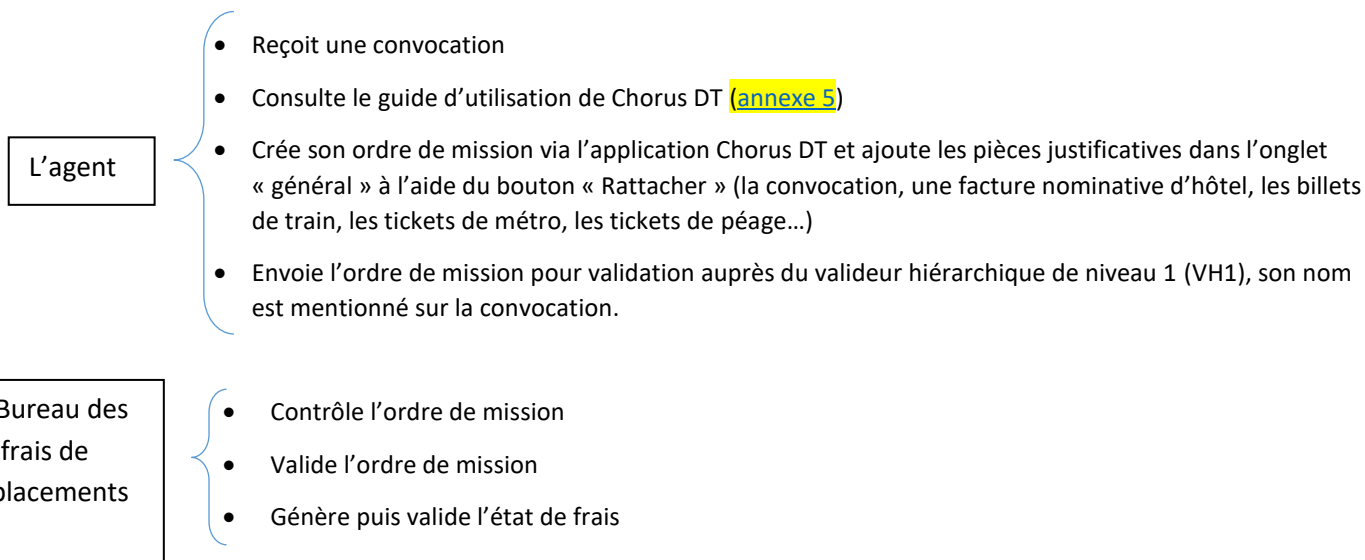 L’agent
• Reçoit une convocation
• Consulte le guide d’utilisation de Chorus DT (annexe 5)
• Crée son ordre de mission via l’application Chorus DT et ajoute les pièces justificatives dans l’onglet
« général » à l’aide du bouton « Rattacher » (la convocation, une facture nominative d’hôtel, les billets
de train, les tickets de métro, les tickets de péage…)
• Envoie l’ordre de mission pour validation auprès du valideur hiérarchique de niveau 1 (VH1), son nom
est mentionné sur la convocation.
Bureau des
frais de
placements
• Contrôle l’ordre de mission
• Valide l’ordre de mission
• Génère puis valide l’état de frais